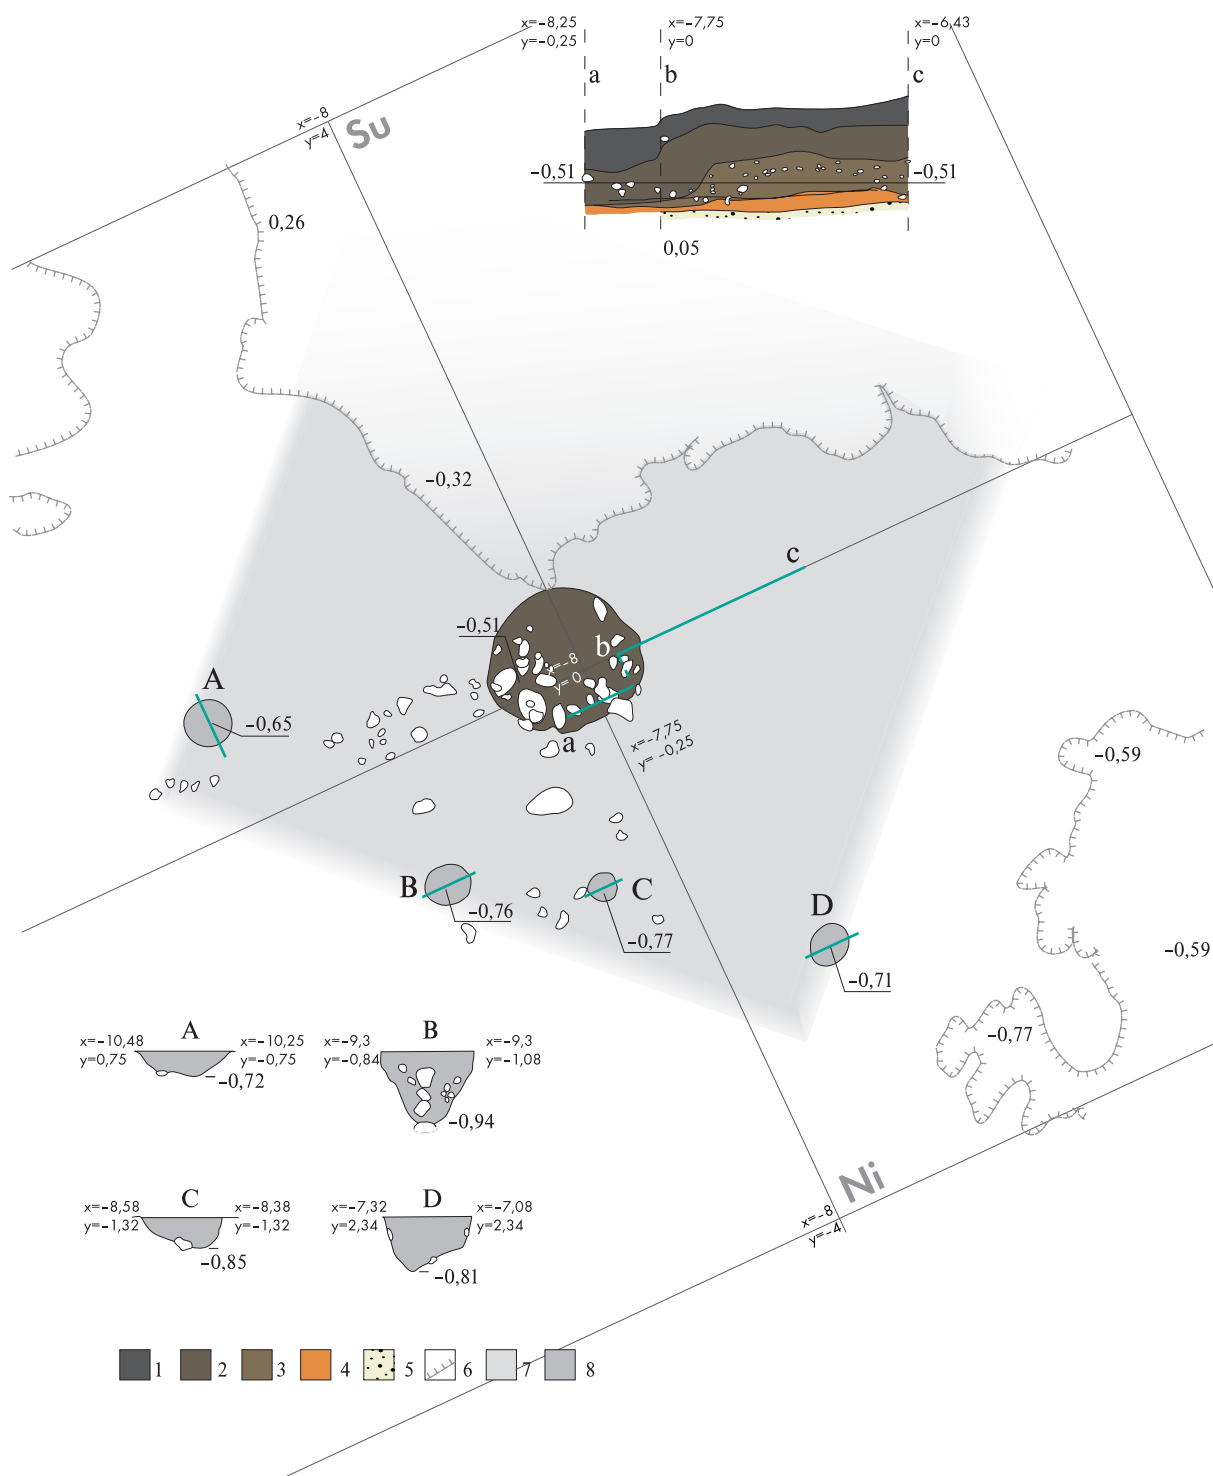 x=-8,25
y=-0,25
x=-7,75
y=0
x=-6,43
y=0
a
b
c
x=-8
y=4
Su
-0,51
-0,51
0,26
0,05
-0,32
c
-0,51
b
x=-8
y=0
A
-0,65
a
x=-7,75
y=-0,25
-0,59
B
C
D
-0,76
-0,77
-0,59
-0,71
-0,77
A
x=-10,48
y=0,75
x=-10,25
y=-0,75
-0,72
B
x=-9,3
y=-0,84
x=-9,3
y=-1,08
-0,94
Ni
C
x=-8,58
y=-1,32
x=-8,38
y=-1,32
-0,85
D
x=-7,32
y=2,34
x=-7,08
y=2,34
-0,81
x=-8
y=-4
1 2 3 4 5 6 7 8